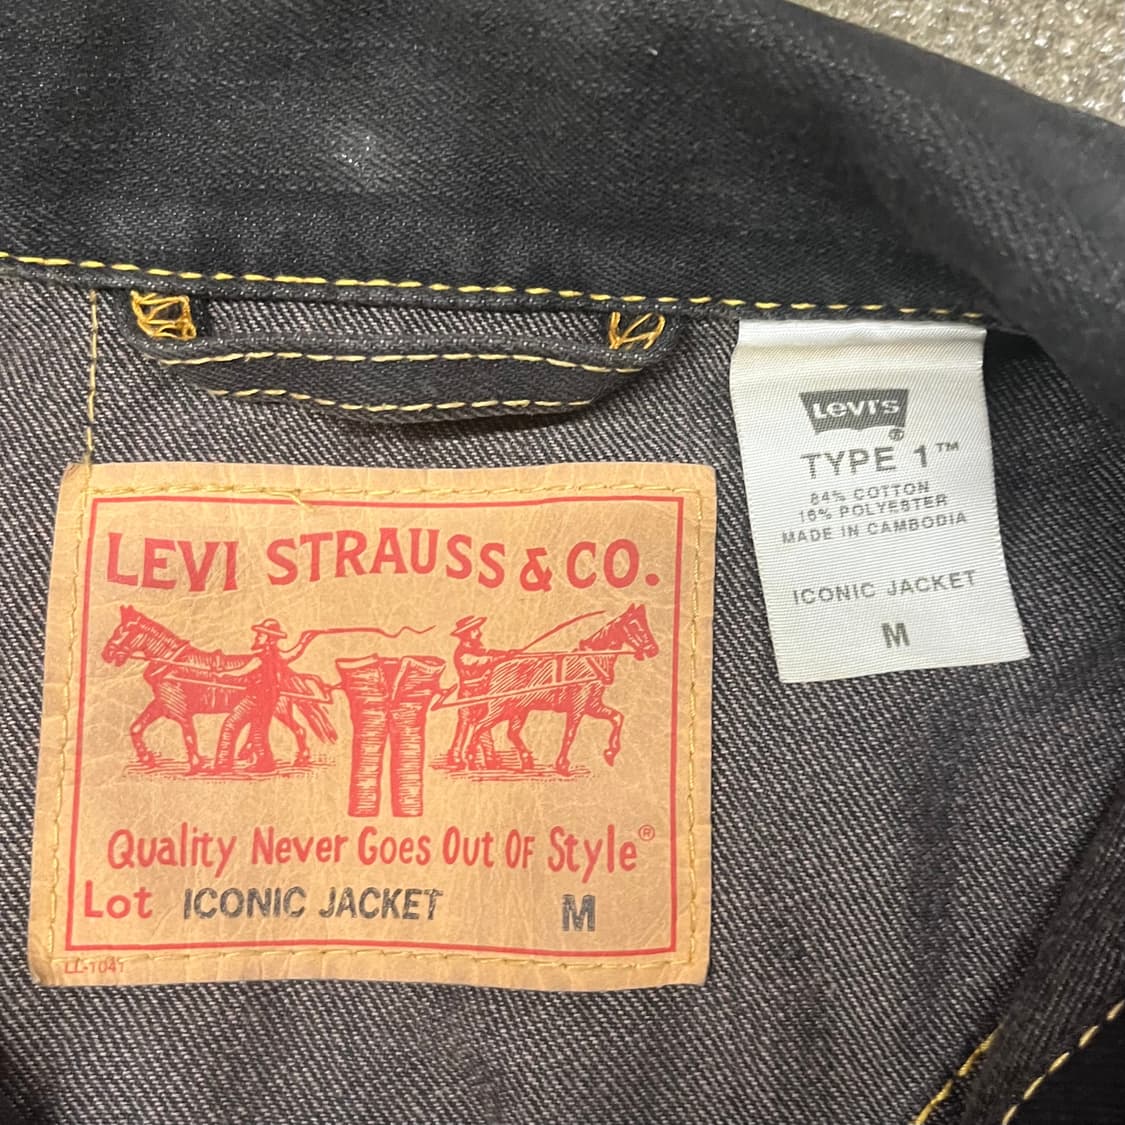 LEVI STRAUSS & CO.
Quality Never Goes Out Of Style®
Lot ICONIC JACKET M
LL-1041
LEVI'S
®
TYPE 1™
84% COTTON
16% POLYESTER
MADE IN CAMBODIA
ICONIC JACKET
M